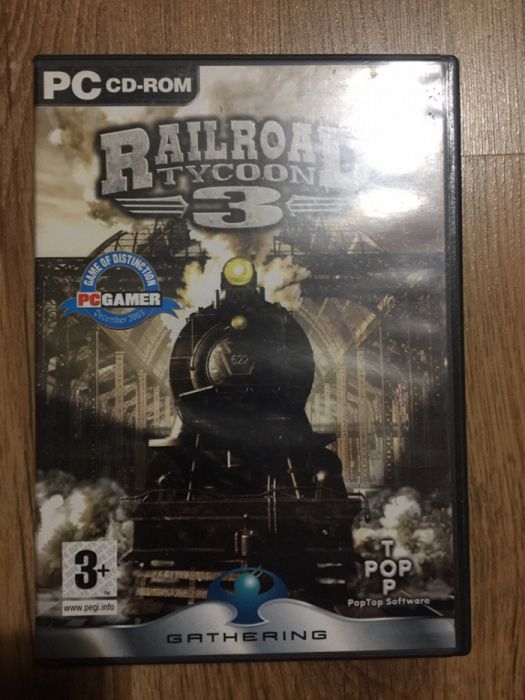 PC CD-ROM
RAILROAD
TYCOON
3
GAME OF DISTINCTION
PCGAMER
December 2003
622
3+
TM
www.pegi.info
T
POP
P
PopTop Software
GATHERING